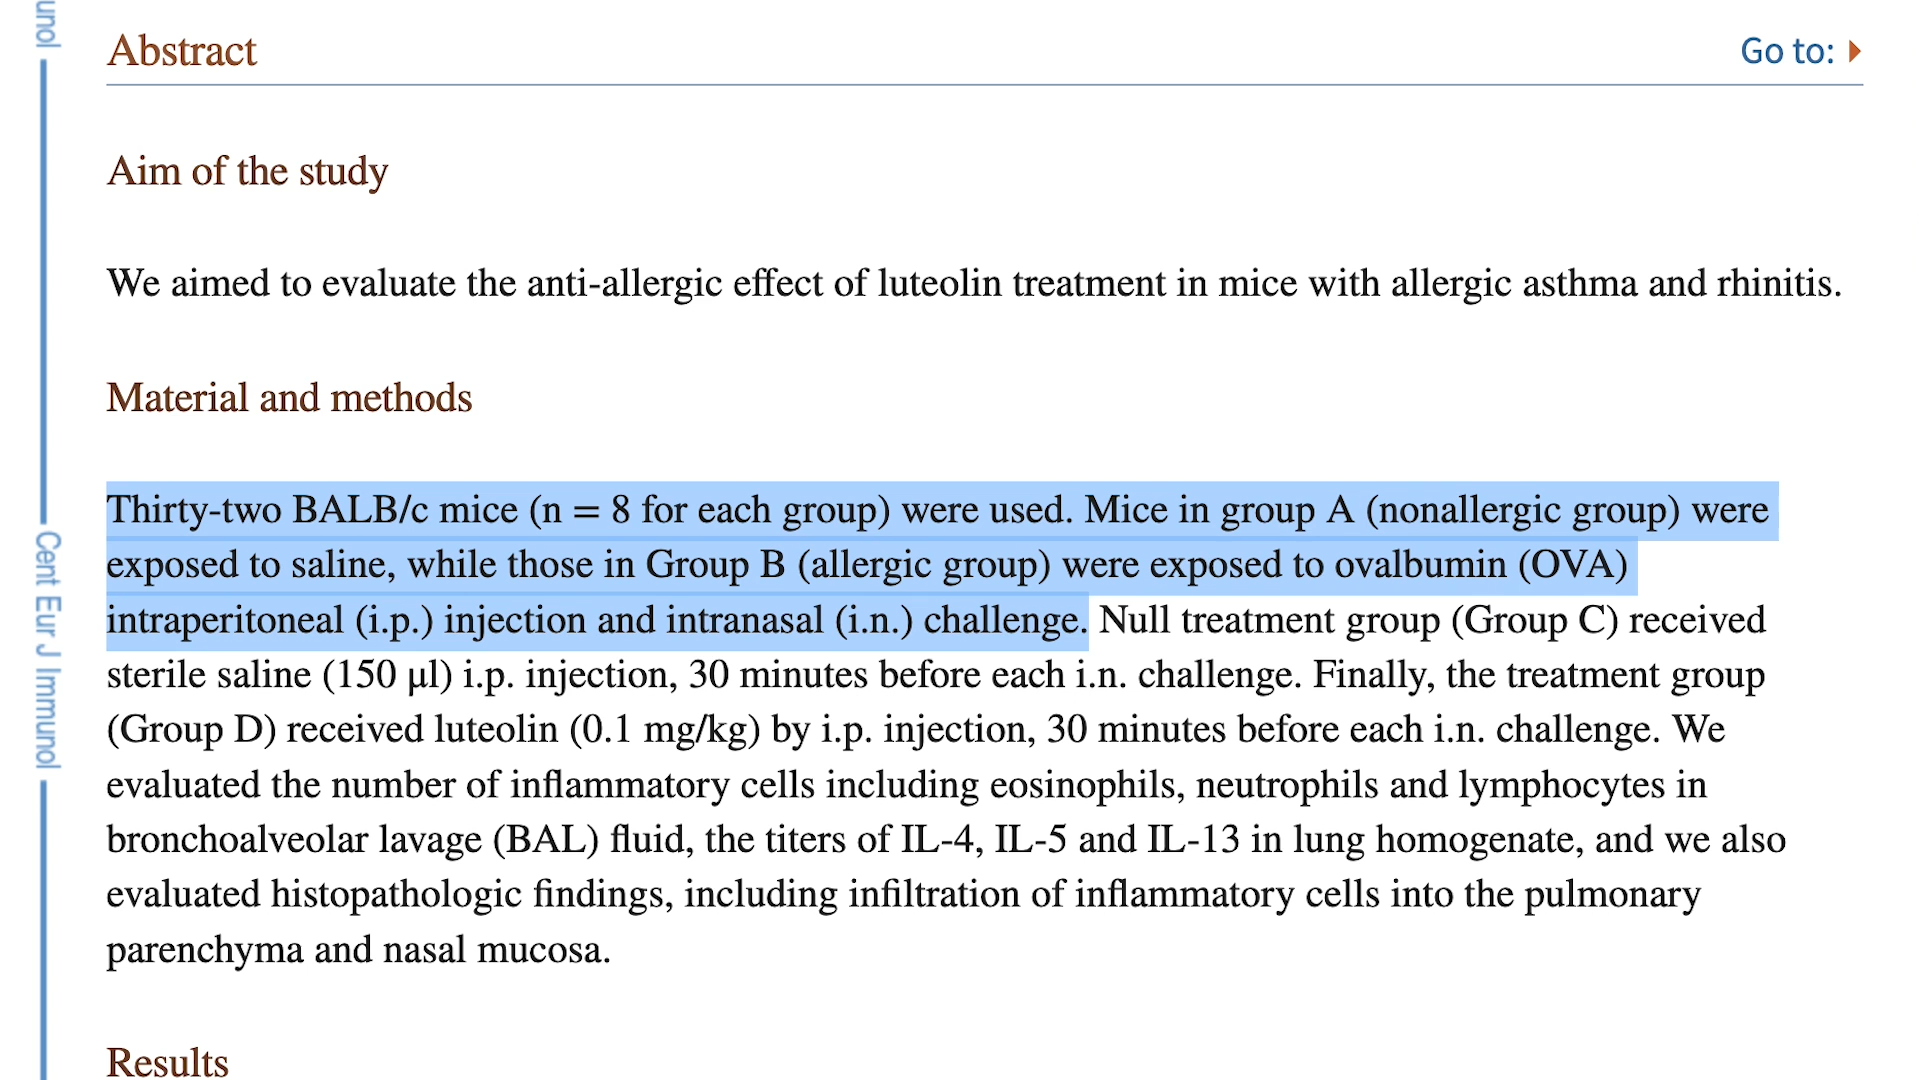 unol
Cent Eur J Immunol
Abstract
Go to:
Aim of the study
We aimed to evaluate the anti-allergic effect of luteolin treatment in mice with allergic asthma and rhinitis.
Material and methods
Thirty-two BALB/c mice (n = 8 for each group) were used. Mice in group A (nonallergic group) were
exposed to saline, while those in Group B (allergic group) were exposed to ovalbumin (OVA)
intraperitoneal (i.p.) injection and intranasal (i.n.) challenge. Null treatment group (Group C) received
sterile saline (150 μl) i.p. injection, 30 minutes before each i.n. challenge. Finally, the treatment group
(Group D) received luteolin (0.1 mg/kg) by i.p. injection, 30 minutes before each i.n. challenge. We
evaluated the number of inflammatory cells including eosinophils, neutrophils and lymphocytes in
bronchoalveolar lavage (BAL) fluid, the titers of IL-4, IL-5 and IL-13 in lung homogenate, and we also
evaluated histopathologic findings, including infiltration of inflammatory cells into the pulmonary
parenchyma and nasal mucosa.
Results